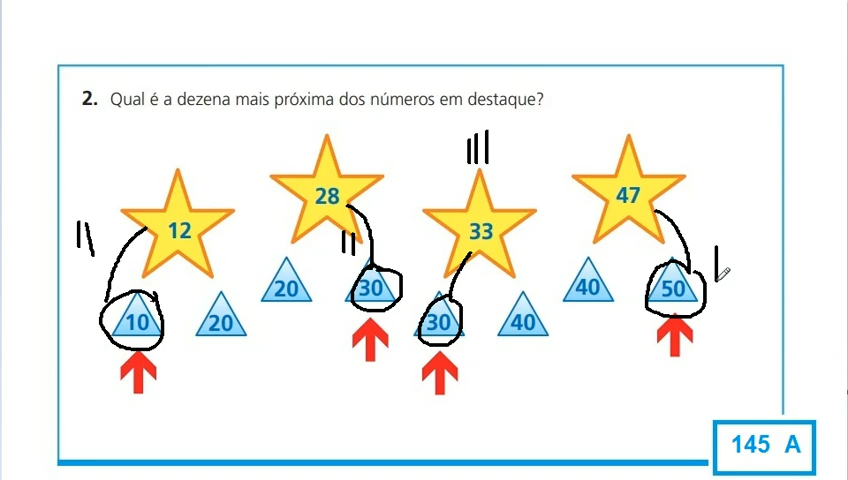 2. Qual é a dezena mais próxima dos números em destaque?
12 28 33 47
10 20 20 30 30 40 40 50
145 A